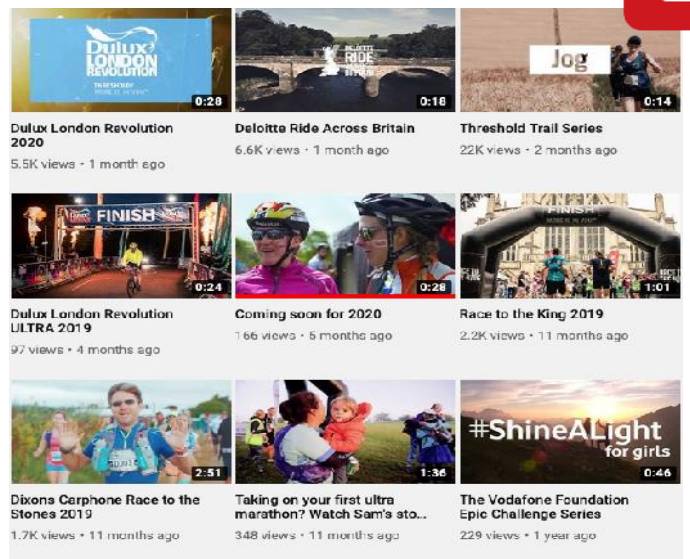 Dulux
LONDON
REVOLUTION
THRESHOLD
0:28
DELOITTE
RIDE
ACROSS
BRITAIN
0:18
Jog
0:14
Dulux London Revolution
2020
5.5K views • 1 month ago
Deloitte Ride Across Britain
6.6K views • 1 month ago
Threshold Trail Series
22K views • 2 months ago
FINISH
0:24
0:28
FINISH
1:01
Dulux London Revolution
ULTRA 2019
97 views • 4 months ago
Coming soon for 2020
166 views • 5 months ago
Race to the King 2019
2.2K views • 11 months ago
2:51
1:36
#ShineALight
for girls
0:46
Dixons Carphone Race to the
Stones 2019
1.7K views • 11 months ago
Taking on your first ultra
marathon? Watch Sam's sto...
348 views • 11 months ago
The Vodafone Foundation
Epic Challenge Series
229 views • 1 year ago